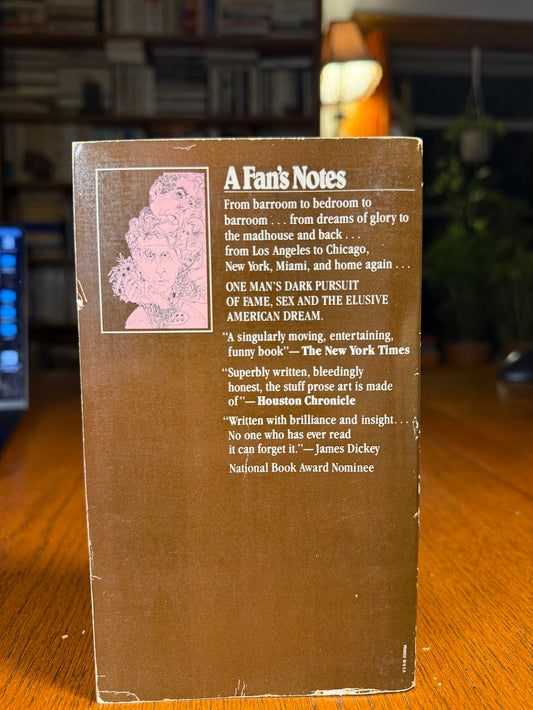 A Fan's Notes
From barroom to bedroom to
barroom . . . from dreams of glory to
the madhouse and back . . .
from Los Angeles to Chicago,
New York, Miami, and home again . . .
ONE MAN'S DARK PURSUIT
OF FAME, SEX AND THE ELUSIVE
AMERICAN DREAM.
"A singularly moving, entertaining,
funny book"—The New York Times
"Superbly written, bleedingly
honest, the stuff prose art is made
of"—Houston Chronicle
"Written with brilliance and insight. . . .
No one who has ever read
it can forget it."—James Dickey
National Book Award Nominee
PRINTED IN U.S.A.